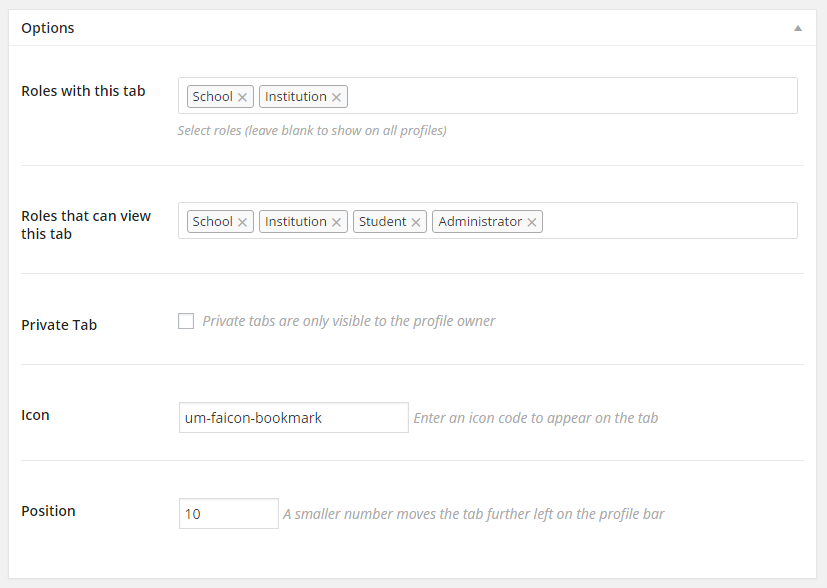 Options
Roles with this tab
School × Institution ×
Select roles (leave blank to show on all profiles)
Roles that can view
this tab
School × Institution × Student × Administrator ×
Private Tab
Private tabs are only visible to the profile owner
Icon
um-faicon-bookmark Enter an icon code to appear on the tab
Position
10 A smaller number moves the tab further left on the profile bar